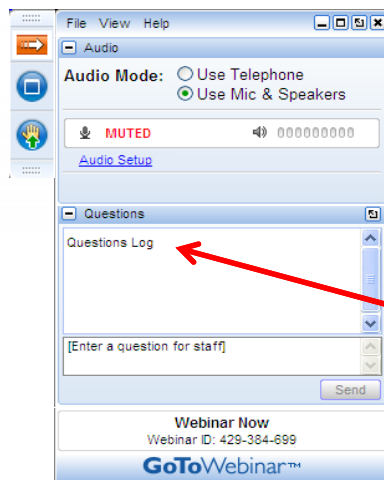 File View Help
Audio
Audio Mode: Use Telephone
Use Mic & Speakers
MUTED 000000000
Audio Setup
Questions
Questions Log
[Enter a question for staff]
Send
Webinar Now
Webinar ID: 429-384-699
GoToWebinar™